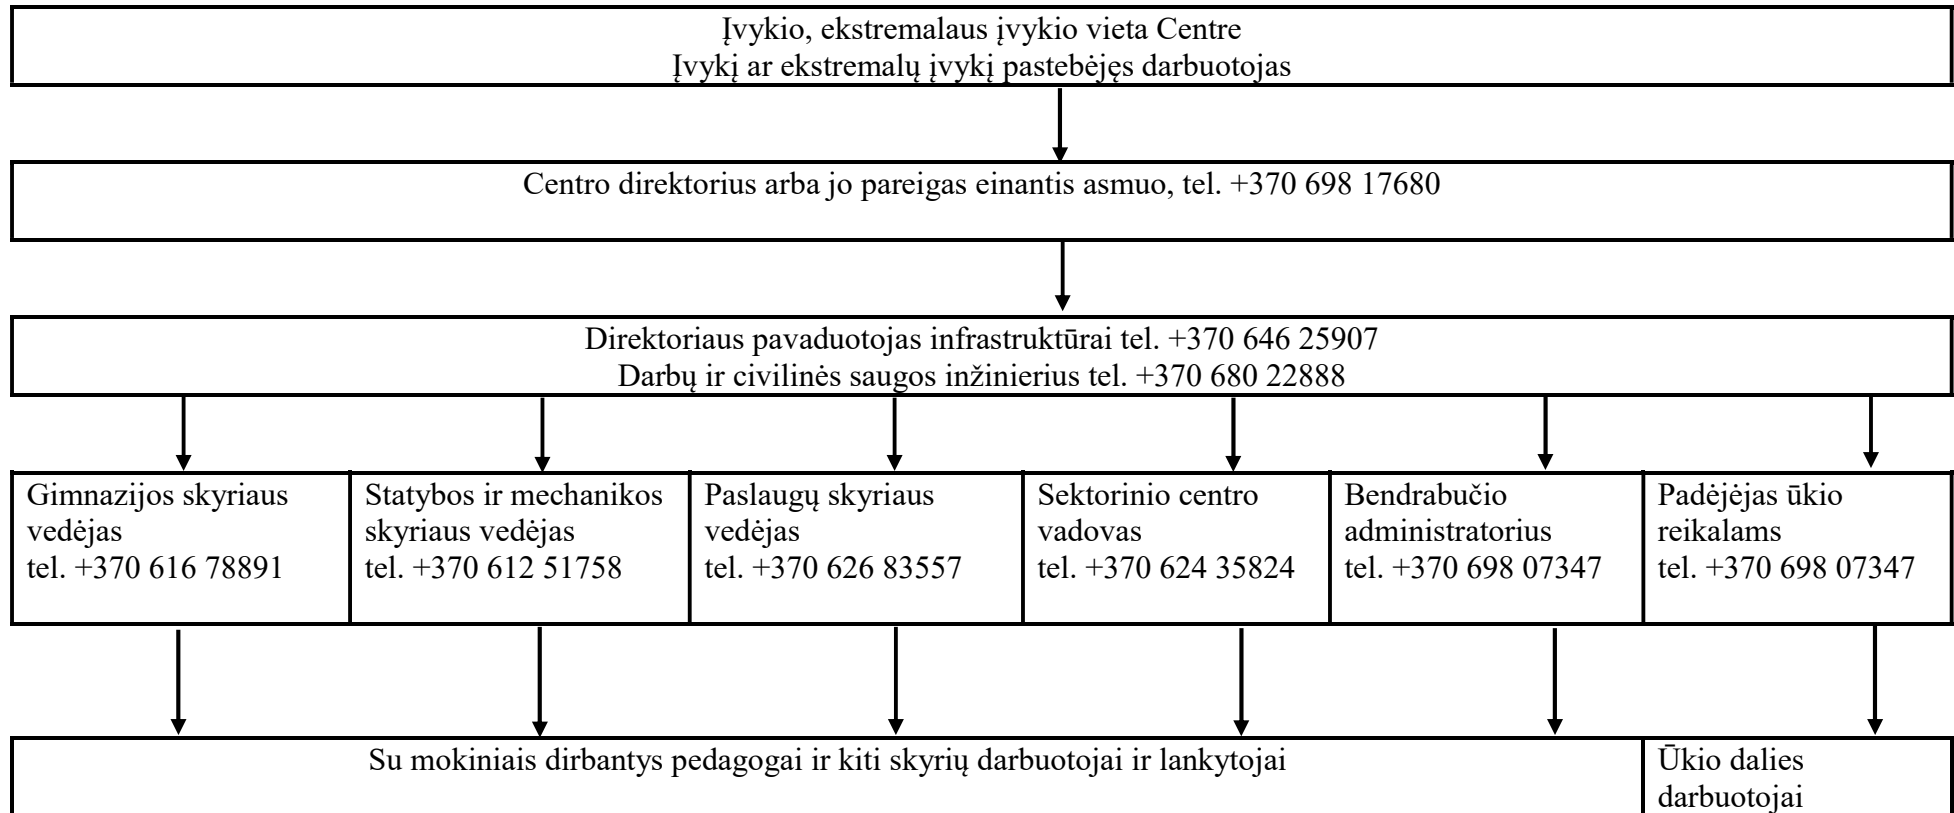 Įvykio, ekstremalaus įvykio vieta Centre
Įvykį ar ekstremalų įvykį pastebėjęs darbuotojas
Centro direktorius arba jo pareigas einantis asmuo, tel. +370 698 17680
Direktoriaus pavaduotojas infrastruktūrai tel. +370 646 25907
Darbų ir civilinės saugos inžinierius tel. +370 680 22888
Gimnazijos skyriaus
vedėjas
tel. +370 616 78891
Statybos ir mechanikos
skyriaus vedėjas
tel. +370 612 51758
Paslaugų skyriaus
vedėjas
tel. +370 626 83557
Sektorinio centro
vadovas
tel. +370 624 35824
Bendrabučio
administratorius
tel. +370 698 07347
Padėjėjas ūkio
reikalams
tel. +370 698 07347
Su mokiniais dirbantys pedagogai ir kiti skyrių darbuotojai ir lankytojai
Ūkio dalies
darbuotojai